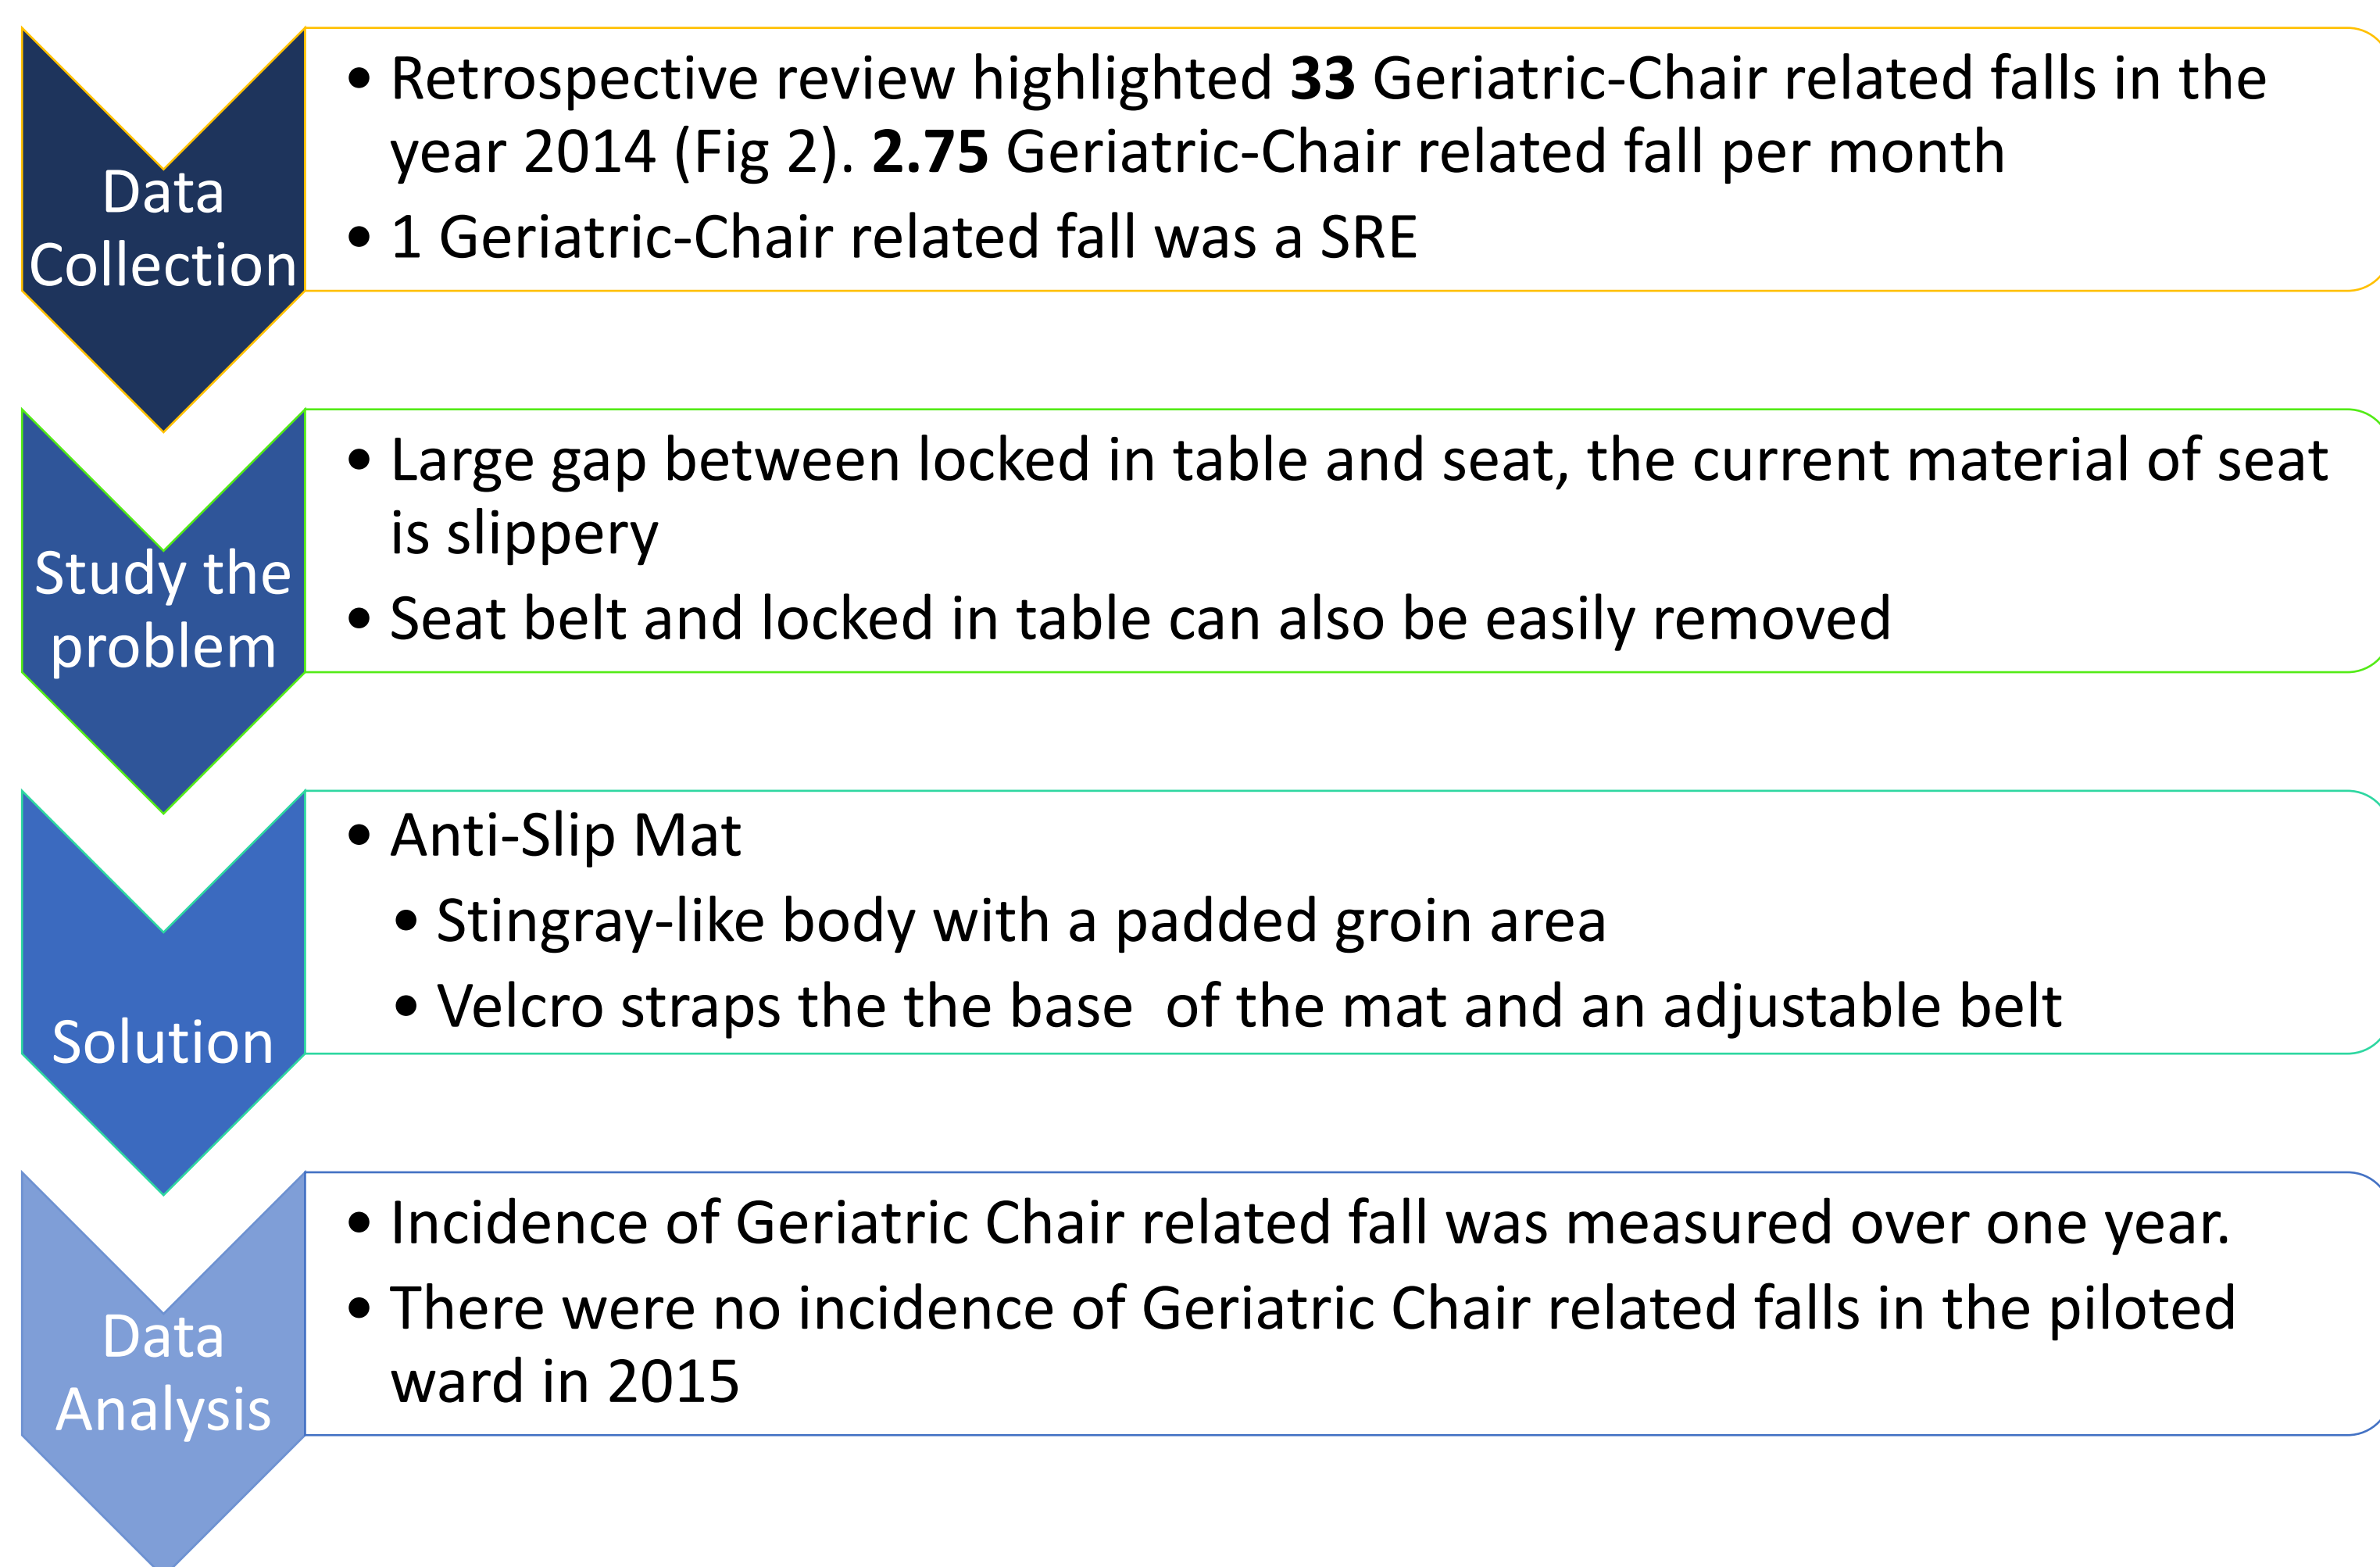 Data
Collection
• Retrospective review highlighted 33 Geriatric-Chair related falls in the
year 2014 (Fig 2). 2.75 Geriatric-Chair related fall per month
• 1 Geriatric-Chair related fall was a SRE
Study the
problem
• Large gap between locked in table and seat, the current material of seat
is slippery
• Seat belt and locked in table can also be easily removed
Solution
• Anti-Slip Mat
• Stingray-like body with a padded groin area
• Velcro straps the the base  of the mat and an adjustable belt
Data
Analysis
• Incidence of Geriatric Chair related fall was measured over one year.
• There were no incidence of Geriatric Chair related falls in the piloted
ward in 2015